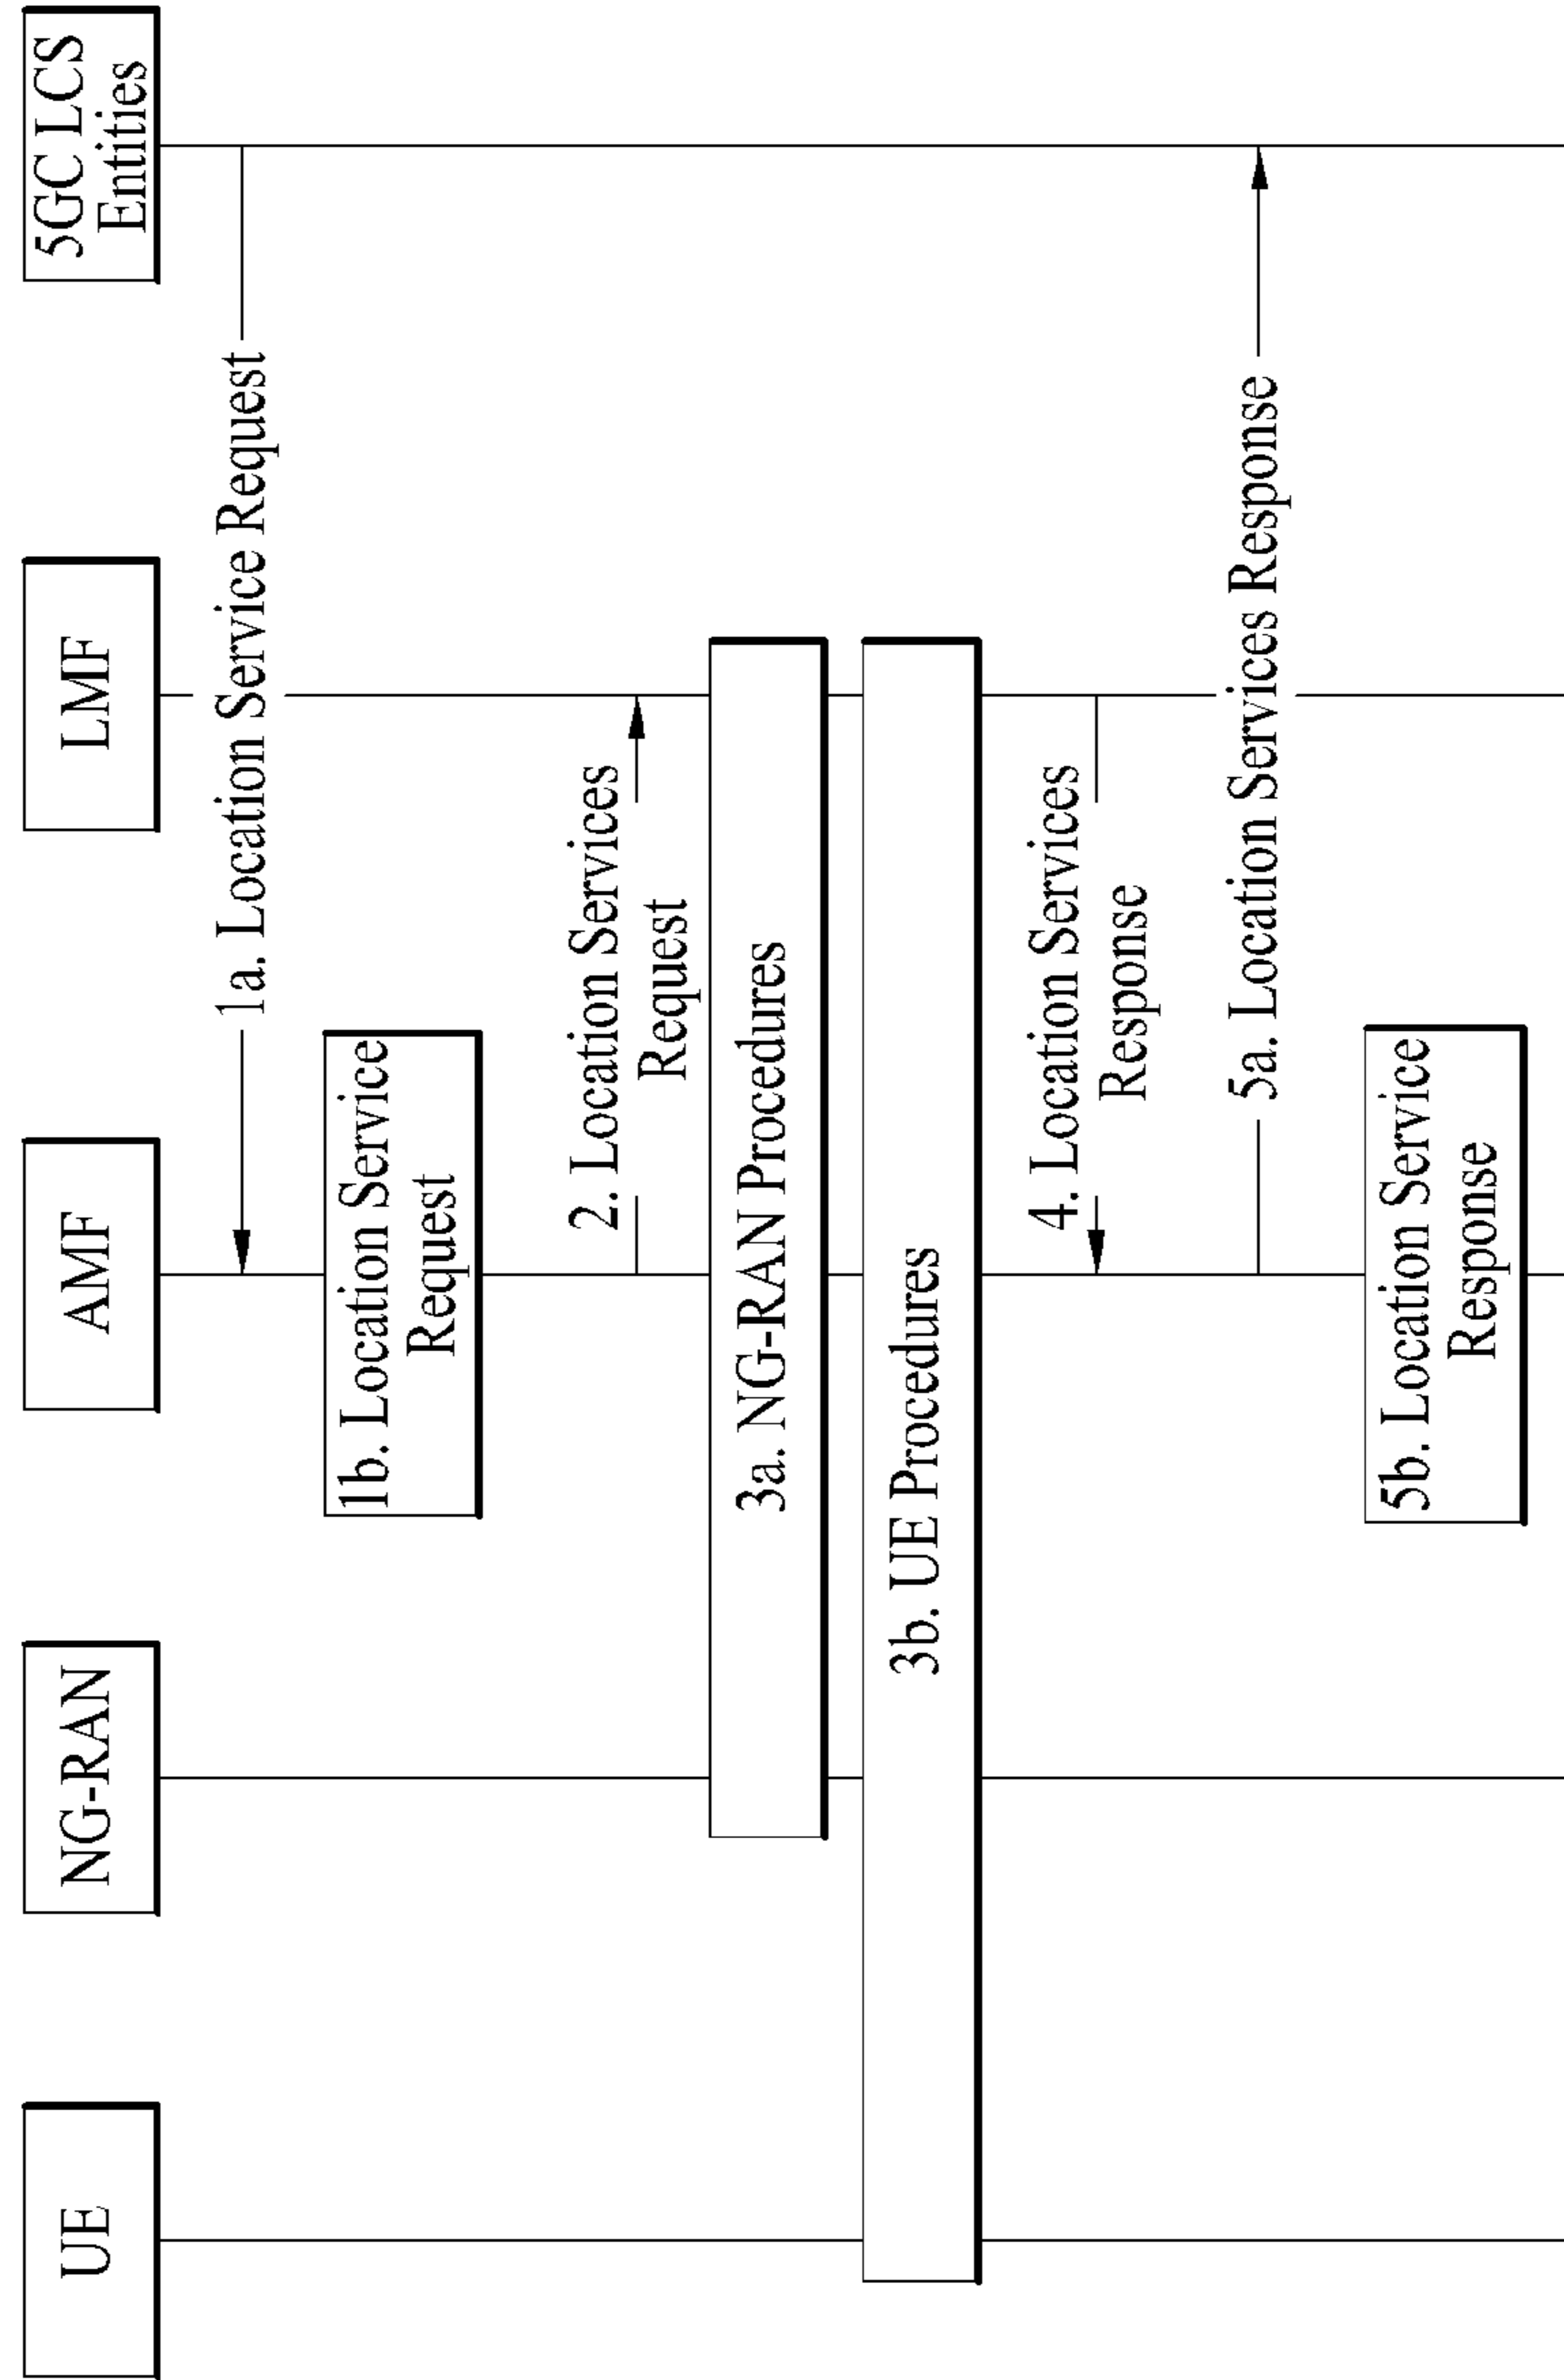 UE
NG-RAN
AMF
LMF
5GC LCS
Entities
1a. Location Service Request
1b. Location Service
Request
2. Location Services
Request
3a. NG-RAN Procedures
3b. UE Procedures
4. Location Services
Response
5a. Location Services Response
5b. Location Service
Response